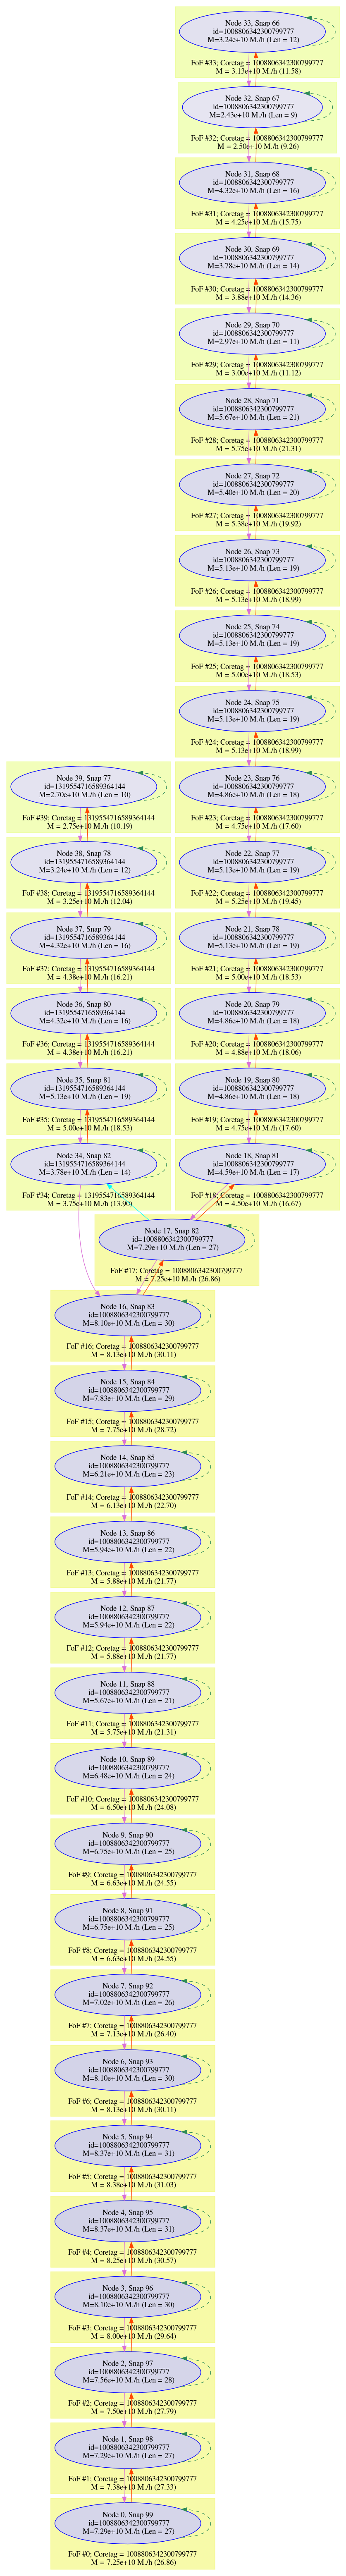 Node 33, Snap 66
id=1008806342300799777
M=3.24e+10 M./h (Len = 12)
FoF #33; Coretag = 1008806342300799777
M = 3.13e+10 M./h (11.58)
Node 32, Snap 67
id=1008806342300799777
M=2.43e+10 M./h (Len = 9)
FoF #32; Coretag = 1008806342300799777
M = 2.50e+10 M./h (9.26)
Node 31, Snap 68
id=1008806342300799777
M=4.32e+10 M./h (Len = 16)
FoF #31; Coretag = 1008806342300799777
M = 4.25e+10 M./h (15.75)
Node 30, Snap 69
id=1008806342300799777
M=3.78e+10 M./h (Len = 14)
FoF #30; Coretag = 1008806342300799777
M = 3.88e+10 M./h (14.36)
Node 29, Snap 70
id=1008806342300799777
M=2.97e+10 M./h (Len = 11)
FoF #29; Coretag = 1008806342300799777
M = 3.00e+10 M./h (11.12)
Node 28, Snap 71
id=1008806342300799777
M=5.67e+10 M./h (Len = 21)
FoF #28; Coretag = 1008806342300799777
M = 5.75e+10 M./h (21.31)
Node 27, Snap 72
id=1008806342300799777
M=5.40e+10 M./h (Len = 20)
FoF #27; Coretag = 1008806342300799777
M = 5.38e+10 M./h (19.92)
Node 26, Snap 73
id=1008806342300799777
M=5.13e+10 M./h (Len = 19)
FoF #26; Coretag = 1008806342300799777
M = 5.13e+10 M./h (18.99)
Node 25, Snap 74
id=1008806342300799777
M=5.13e+10 M./h (Len = 19)
FoF #25; Coretag = 1008806342300799777
M = 5.00e+10 M./h (18.53)
Node 24, Snap 75
id=1008806342300799777
M=5.13e+10 M./h (Len = 19)
FoF #24; Coretag = 1008806342300799777
M = 5.13e+10 M./h (18.99)
Node 39, Snap 77
id=1319554716589364144
M=2.70e+10 M./h (Len = 10)
FoF #39; Coretag = 1319554716589364144
M = 2.75e+10 M./h (10.19)
Node 23, Snap 76
id=1008806342300799777
M=4.86e+10 M./h (Len = 18)
FoF #23; Coretag = 1008806342300799777
M = 4.75e+10 M./h (17.60)
Node 38, Snap 78
id=1319554716589364144
M=3.24e+10 M./h (Len = 12)
FoF #38; Coretag = 1319554716589364144
M = 3.25e+10 M./h (12.04)
Node 22, Snap 77
id=1008806342300799777
M=5.13e+10 M./h (Len = 19)
FoF #22; Coretag = 1008806342300799777
M = 5.25e+10 M./h (19.45)
Node 37, Snap 79
id=1319554716589364144
M=4.32e+10 M./h (Len = 16)
FoF #37; Coretag = 1319554716589364144
M = 4.38e+10 M./h (16.21)
Node 21, Snap 78
id=1008806342300799777
M=5.13e+10 M./h (Len = 19)
FoF #21; Coretag = 1008806342300799777
M = 5.00e+10 M./h (18.53)
Node 36, Snap 80
id=1319554716589364144
M=4.32e+10 M./h (Len = 16)
FoF #36; Coretag = 1319554716589364144
M = 4.38e+10 M./h (16.21)
Node 20, Snap 79
id=1008806342300799777
M=4.86e+10 M./h (Len = 18)
FoF #20; Coretag = 1008806342300799777
M = 4.88e+10 M./h (18.06)
Node 35, Snap 81
id=1319554716589364144
M=5.13e+10 M./h (Len = 19)
FoF #35; Coretag = 1319554716589364144
M = 5.00e+10 M./h (18.53)
Node 19, Snap 80
id=1008806342300799777
M=4.86e+10 M./h (Len = 18)
FoF #19; Coretag = 1008806342300799777
M = 4.75e+10 M./h (17.60)
Node 34, Snap 82
id=1319554716589364144
M=3.78e+10 M./h (Len = 14)
FoF #34; Coretag = 1319554716589364144
M = 3.75e+10 M./h (13.90)
Node 18, Snap 81
id=1008806342300799777
M=4.59e+10 M./h (Len = 17)
FoF #18; Coretag = 1008806342300799777
M = 4.50e+10 M./h (16.67)
Node 17, Snap 82
id=1008806342300799777
M=7.29e+10 M./h (Len = 27)
FoF #17; Coretag = 1008806342300799777
M = 7.25e+10 M./h (26.86)
Node 16, Snap 83
id=1008806342300799777
M=8.10e+10 M./h (Len = 30)
FoF #16; Coretag = 1008806342300799777
M = 8.13e+10 M./h (30.11)
Node 15, Snap 84
id=1008806342300799777
M=7.83e+10 M./h (Len = 29)
FoF #15; Coretag = 1008806342300799777
M = 7.75e+10 M./h (28.72)
Node 14, Snap 85
id=1008806342300799777
M=6.21e+10 M./h (Len = 23)
FoF #14; Coretag = 1008806342300799777
M = 6.13e+10 M./h (22.70)
Node 13, Snap 86
id=1008806342300799777
M=5.94e+10 M./h (Len = 22)
FoF #13; Coretag = 1008806342300799777
M = 5.88e+10 M./h (21.77)
Node 12, Snap 87
id=1008806342300799777
M=5.94e+10 M./h (Len = 22)
FoF #12; Coretag = 1008806342300799777
M = 5.88e+10 M./h (21.77)
Node 11, Snap 88
id=1008806342300799777
M=5.67e+10 M./h (Len = 21)
FoF #11; Coretag = 1008806342300799777
M = 5.75e+10 M./h (21.31)
Node 10, Snap 89
id=1008806342300799777
M=6.48e+10 M./h (Len = 24)
FoF #10; Coretag = 1008806342300799777
M = 6.50e+10 M./h (24.08)
Node 9, Snap 90
id=1008806342300799777
M=6.75e+10 M./h (Len = 25)
FoF #9; Coretag = 1008806342300799777
M = 6.63e+10 M./h (24.55)
Node 8, Snap 91
id=1008806342300799777
M=6.75e+10 M./h (Len = 25)
FoF #8; Coretag = 1008806342300799777
M = 6.63e+10 M./h (24.55)
Node 7, Snap 92
id=1008806342300799777
M=7.02e+10 M./h (Len = 26)
FoF #7; Coretag = 1008806342300799777
M = 7.13e+10 M./h (26.40)
Node 6, Snap 93
id=1008806342300799777
M=8.10e+10 M./h (Len = 30)
FoF #6; Coretag = 1008806342300799777
M = 8.13e+10 M./h (30.11)
Node 5, Snap 94
id=1008806342300799777
M=8.37e+10 M./h (Len = 31)
FoF #5; Coretag = 1008806342300799777
M = 8.38e+10 M./h (31.03)
Node 4, Snap 95
id=1008806342300799777
M=8.37e+10 M./h (Len = 31)
FoF #4; Coretag = 1008806342300799777
M = 8.25e+10 M./h (30.57)
Node 3, Snap 96
id=1008806342300799777
M=8.10e+10 M./h (Len = 30)
FoF #3; Coretag = 1008806342300799777
M = 8.00e+10 M./h (29.64)
Node 2, Snap 97
id=1008806342300799777
M=7.56e+10 M./h (Len = 28)
FoF #2; Coretag = 1008806342300799777
M = 7.50e+10 M./h (27.79)
Node 1, Snap 98
id=1008806342300799777
M=7.29e+10 M./h (Len = 27)
FoF #1; Coretag = 1008806342300799777
M = 7.38e+10 M./h (27.33)
Node 0, Snap 99
id=1008806342300799777
M=7.29e+10 M./h (Len = 27)
FoF #0; Coretag = 1008806342300799777
M = 7.25e+10 M./h (26.86)